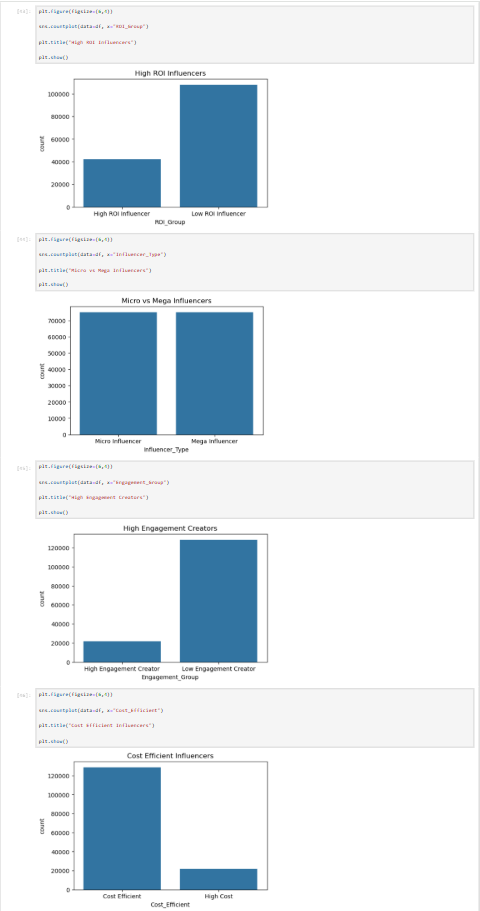 plt.figure(figsize=(6,4))
sns.countplot(data=df, x="ROI_Group")
plt.title("High ROI Influencers")
plt.show()
High ROI Influencers
100000
80000
60000
40000
20000
0
count
High ROI Influencer Low ROI Influencer
ROI_Group
plt.figure(figsize=(6,4))
sns.countplot(data=df, x="Influencer_Type")
plt.title("Micro vs Mega Influencers")
plt.show()
Micro vs Mega Influencers
70000
60000
50000
40000
30000
20000
10000
0
count
Micro Influencer Mega Influencer
Influencer_Type
plt.figure(figsize=(6,4))
sns.countplot(data=df, x="Engagement_Group")
plt.title("High Engagement Creators")
plt.show()
High Engagement Creators
120000
100000
80000
60000
40000
20000
0
count
High Engagement Creator Low Engagement Creator
Engagement_Group
plt.figure(figsize=(6,4))
sns.countplot(data=df, x="Cost_Efficient")
plt.title("Cost Efficient Influencers")
plt.show()
Cost Efficient Influencers
120000
100000
80000
60000
40000
20000
0
count
Cost Efficient High Cost
Cost_Efficient